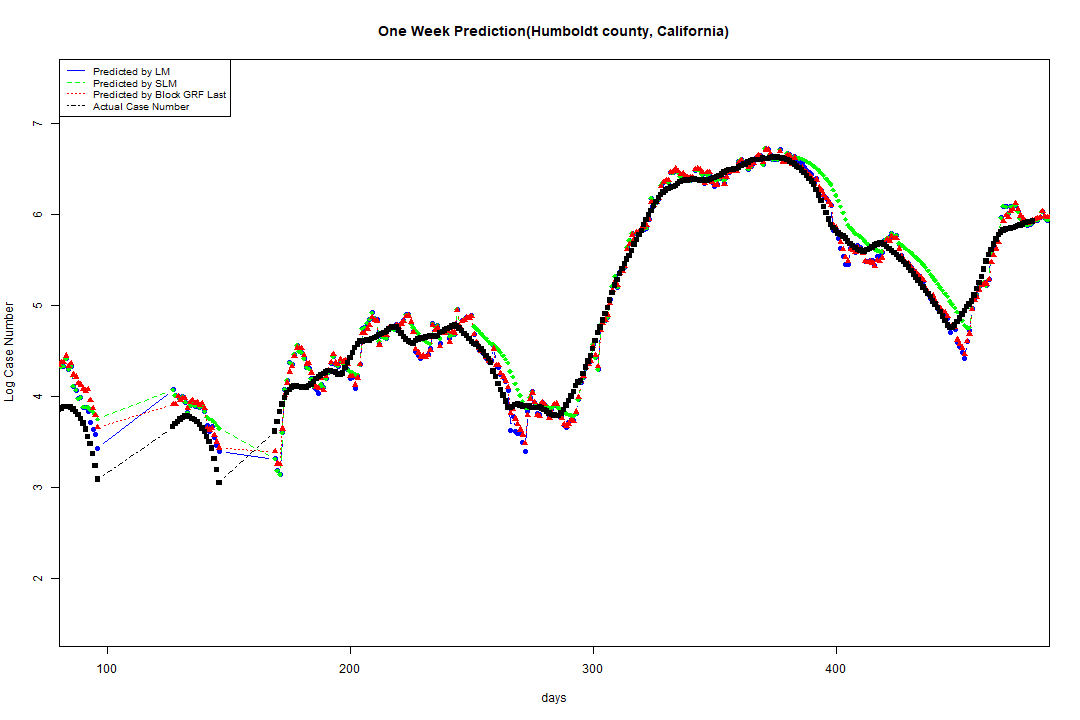 One Week Prediction(Humboldt county, California)
Predicted by LM
Predicted by SLM
Predicted by Block GRF Last
Actual Case Number
7
6
5
4
3
2
Log Case Number
100 200 300 400
days